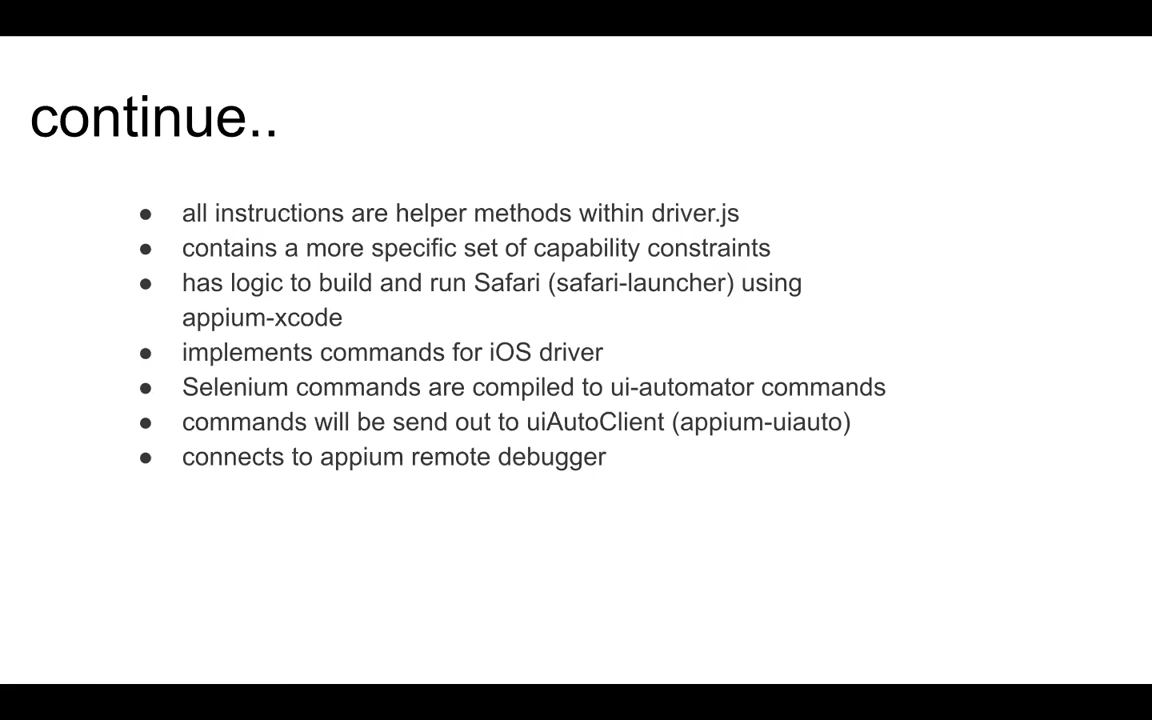 continue..
● all instructions are helper methods within driver.js
● contains a more specific set of capability constraints
● has logic to build and run Safari (safari-launcher) using
appium-xcode
● implements commands for iOS driver
● Selenium commands are compiled to ui-automator commands
● commands will be send out to uiAutoClient (appium-uiauto)
● connects to appium remote debugger